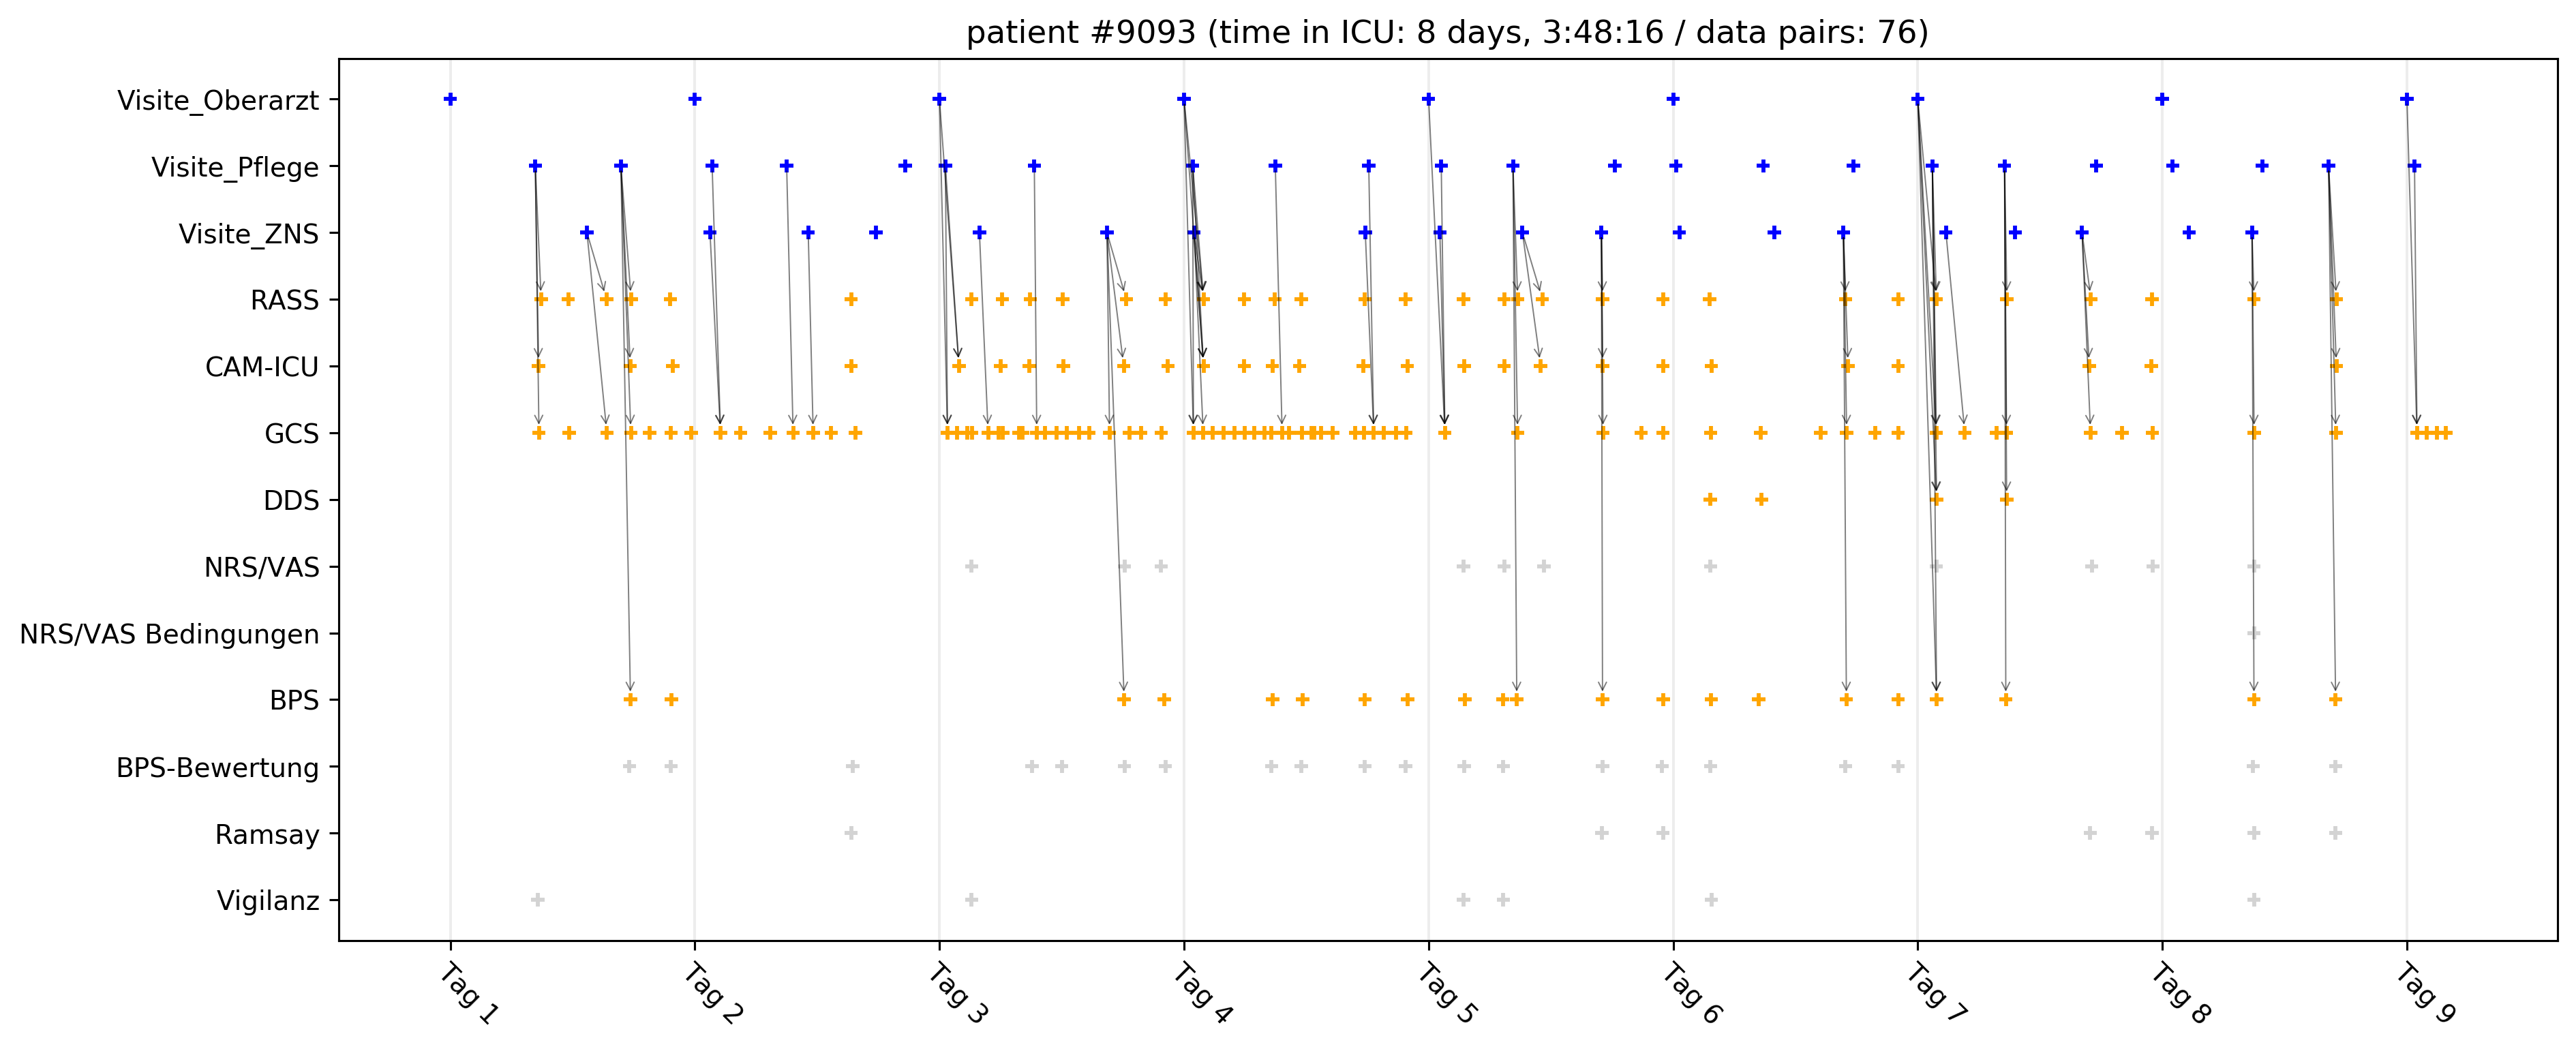 patient #9093 (time in ICU: 8 days, 3:48:16 / data pairs: 76)
Visite_Oberarzt
Visite_Pflege
Visite_ZNS
RASS
CAM-ICU
GCS
DDS
NRS/VAS
NRS/VAS Bedingungen
BPS
BPS-Bewertung
Ramsay
Vigilanz
Tag 1
Tag 2
Tag 3
Tag 4
Tag 5
Tag 6
Tag 7
Tag 8
Tag 9